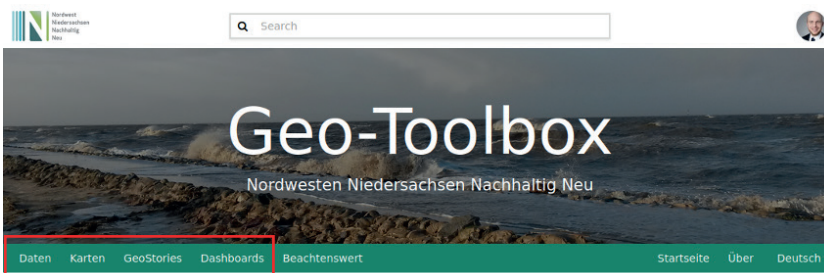 Nordwest
Niedersachsen
Nachhaltig
Neu
Search
Geo-Toolbox
Nordwesten Niedersachsen Nachhaltig Neu
Daten Karten GeoStories Dashboards Beachtenswert Startseite Über Deutsch